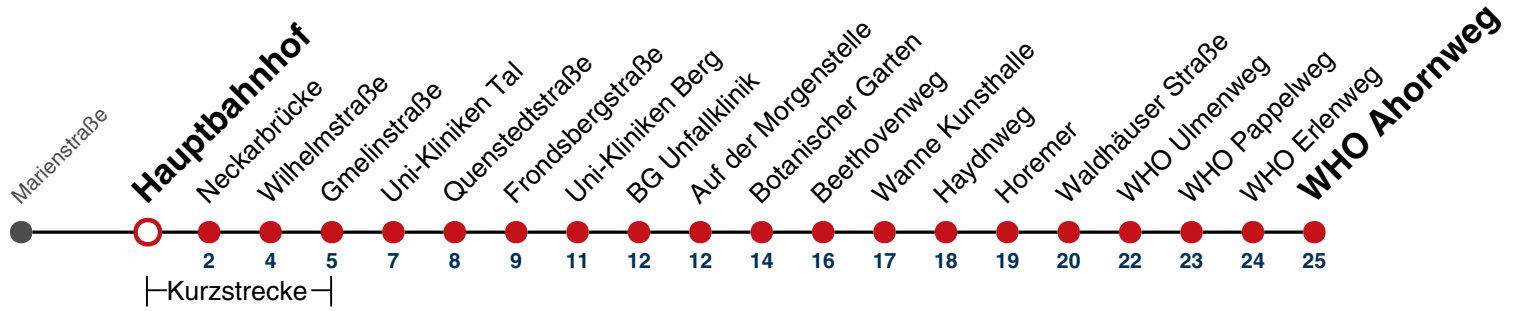 Marienstraße
Hauptbahnhof
Neckarbrücke
Wilhelmstraße
Gmelinstraße
Uni-Kliniken Tal
Quenstedtstraße
Frondsbergstraße
Uni-Kliniken Berg
BG Unfallklinik
Auf der Morgenstelle
Botanischer Garten
Beethovenweg
Wanne Kunsthalle
Haydnweg
Horemer
Waldhäuser Straße
WHO Ulmenweg
WHO Pappelweg
WHO Erlenweg
WHO Ahornweg
2 4 5 7 8 9 11 12 12 14 16 17 18 19 20 22 23 24 25
Kurzstrecke